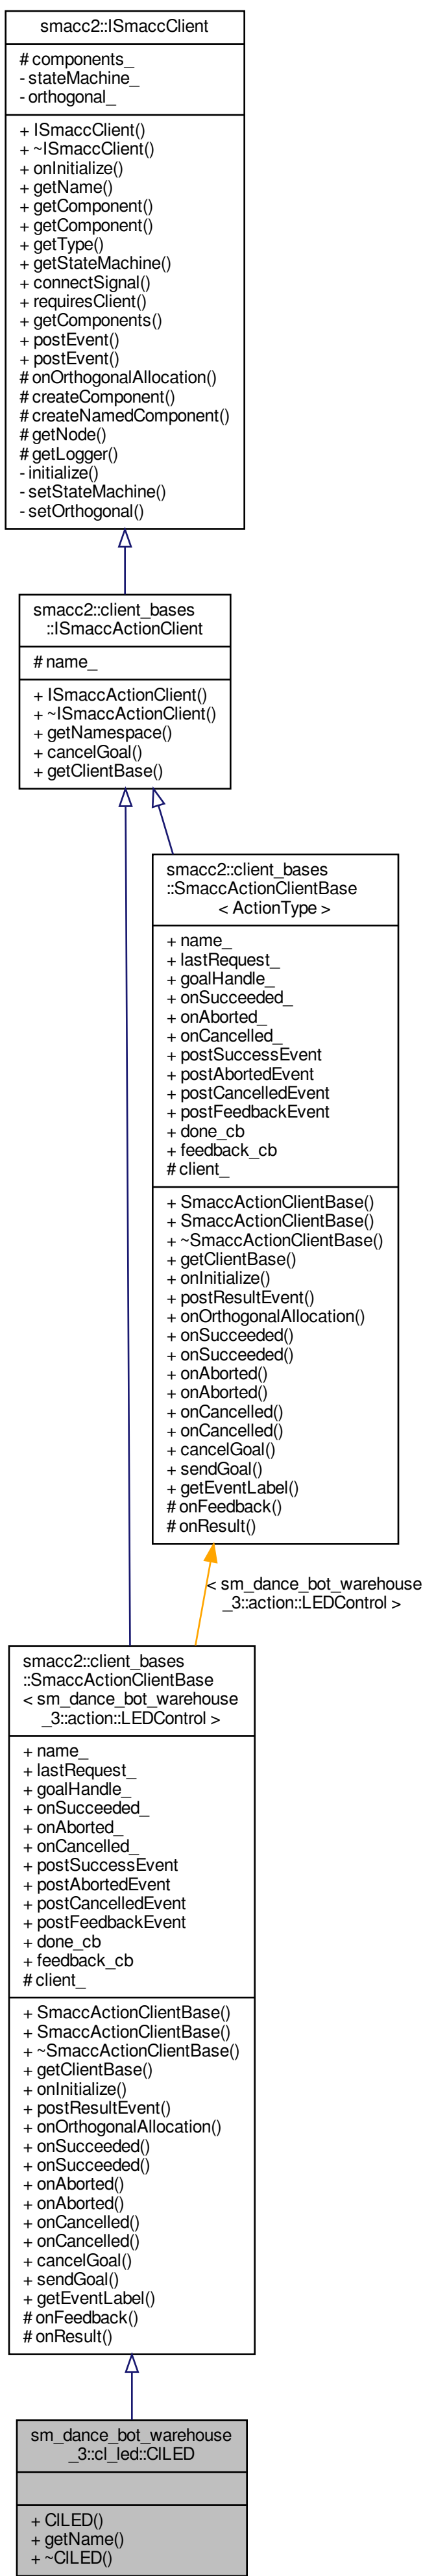 smacc2::ISmaccClient
# components_
- stateMachine_
- orthogonal_
+ ISmaccClient()
+ ~ISmaccClient()
+ onInitialize()
+ getName()
+ getComponent()
+ getComponent()
+ getType()
+ getStateMachine()
+ connectSignal()
+ requiresClient()
+ getComponents()
+ postEvent()
+ postEvent()
# onOrthogonalAllocation()
# createComponent()
# createNamedComponent()
# getNode()
# getLogger()
- initialize()
- setStateMachine()
- setOrthogonal()
smacc2::client_bases
::ISmaccActionClient
# name_
+ ISmaccActionClient()
+ ~ISmaccActionClient()
+ getNamespace()
+ cancelGoal()
+ getClientBase()
smacc2::client_bases
::SmaccActionClientBase
< ActionType >
+ name_
+ lastRequest_
+ goalHandle_
+ onSucceeded_
+ onAborted_
+ onCancelled_
+ postSuccessEvent
+ postAbortedEvent
+ postCancelledEvent
+ postFeedbackEvent
+ done_cb
+ feedback_cb
# client_
+ SmaccActionClientBase()
+ SmaccActionClientBase()
+ ~SmaccActionClientBase()
+ getClientBase()
+ onInitialize()
+ postResultEvent()
+ onOrthogonalAllocation()
+ onSucceeded()
+ onSucceeded()
+ onAborted()
+ onAborted()
+ onCancelled()
+ onCancelled()
+ cancelGoal()
+ sendGoal()
+ getEventLabel()
# onFeedback()
# onResult()
< sm_dance_bot_warehouse
_3::action::LEDControl >
smacc2::client_bases
::SmaccActionClientBase
< sm_dance_bot_warehouse
_3::action::LEDControl >
+ name_
+ lastRequest_
+ goalHandle_
+ onSucceeded_
+ onAborted_
+ onCancelled_
+ postSuccessEvent
+ postAbortedEvent
+ postCancelledEvent
+ postFeedbackEvent
+ done_cb
+ feedback_cb
# client_
+ SmaccActionClientBase()
+ SmaccActionClientBase()
+ ~SmaccActionClientBase()
+ getClientBase()
+ onInitialize()
+ postResultEvent()
+ onOrthogonalAllocation()
+ onSucceeded()
+ onSucceeded()
+ onAborted()
+ onAborted()
+ onCancelled()
+ onCancelled()
+ cancelGoal()
+ sendGoal()
+ getEventLabel()
# onFeedback()
# onResult()
sm_dance_bot_warehouse
_3::cl_led::ClLED
+ ClLED()
+ getName()
+ ~ClLED()